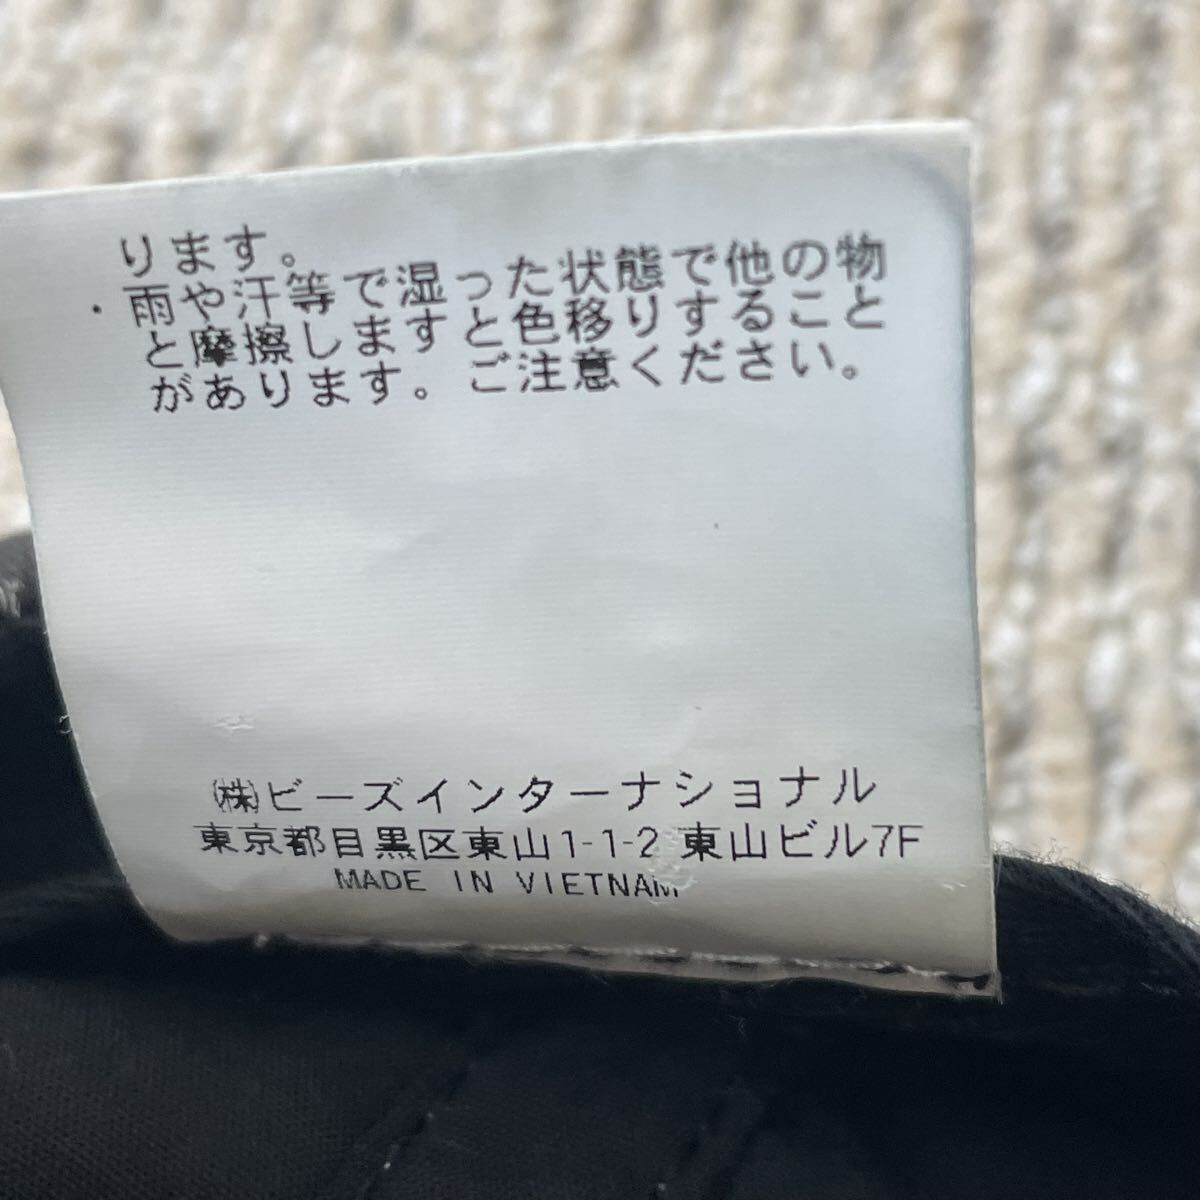 ります。
・雨や汗等で湿った状態で他の物
と摩擦しますと色移りすること
があります。ご注意ください。
㈱ビーズインターナショナル
東京都目黒区東山1-1-2 東山ビル7F
MADE IN VIETNAM